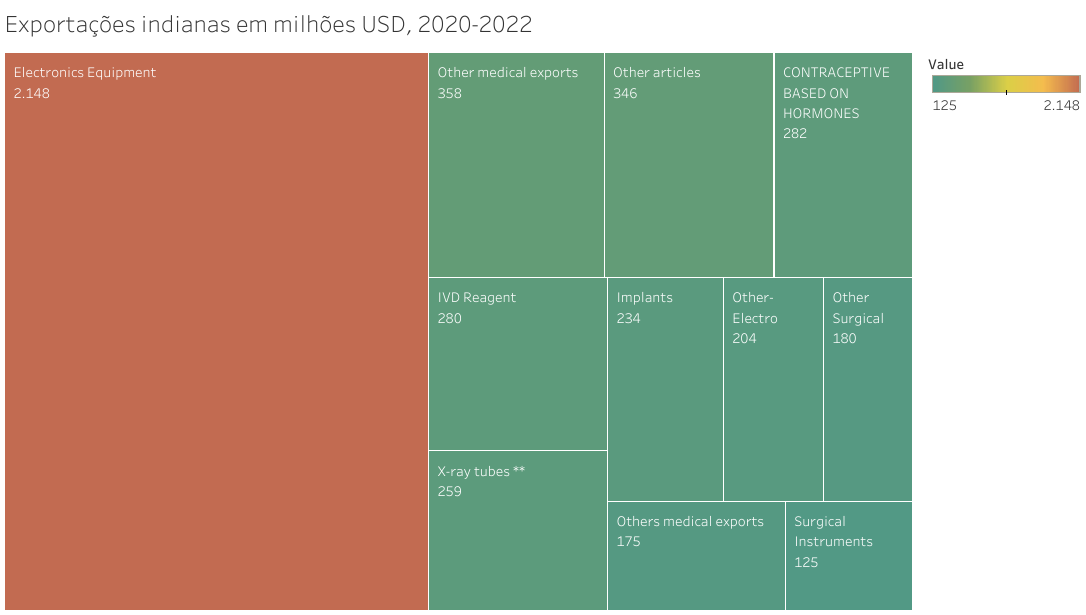 Exportações indianas em milhões USD, 2020-2022
Electronics Equipment
2.148
Other medical exports
358
Other articles
346
CONTRACEPTIVE
BASED ON
HORMONES
282
IVD Reagent
280
Implants
234
Other-
Electro
204
Other
Surgical
180
X-ray tubes **
259
Others medical exports
175
Surgical
Instruments
125
Value
125
2.148